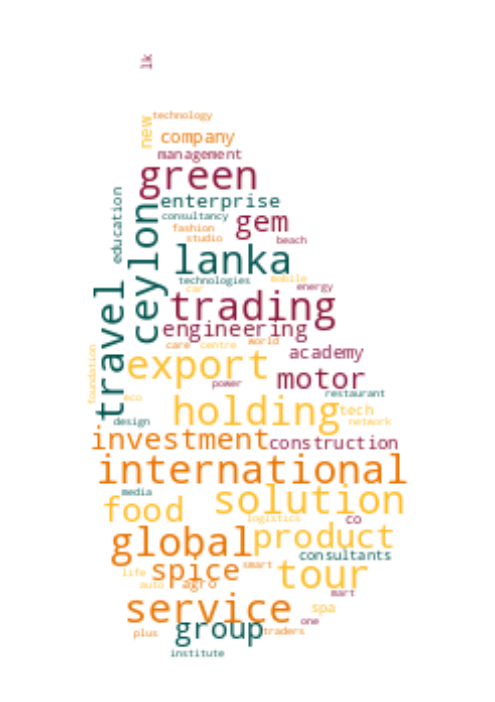 lk
technology
new
company
management
green
education
enterprise
consultancy
gem
fashion
studio
beach
ceylon
lanka
technologies
mobile
car
energy
travel
trading
engineering
care
centre
world
academy
foundation
export
power
motor
eco
restaurant
holding
tech
design
network
investment
construction
international
media
solution
food
logistics
co
global
product
consultants
spice
smart
tour
life
auto
agro
mart
service
spa
one
group
plus
traders
institute